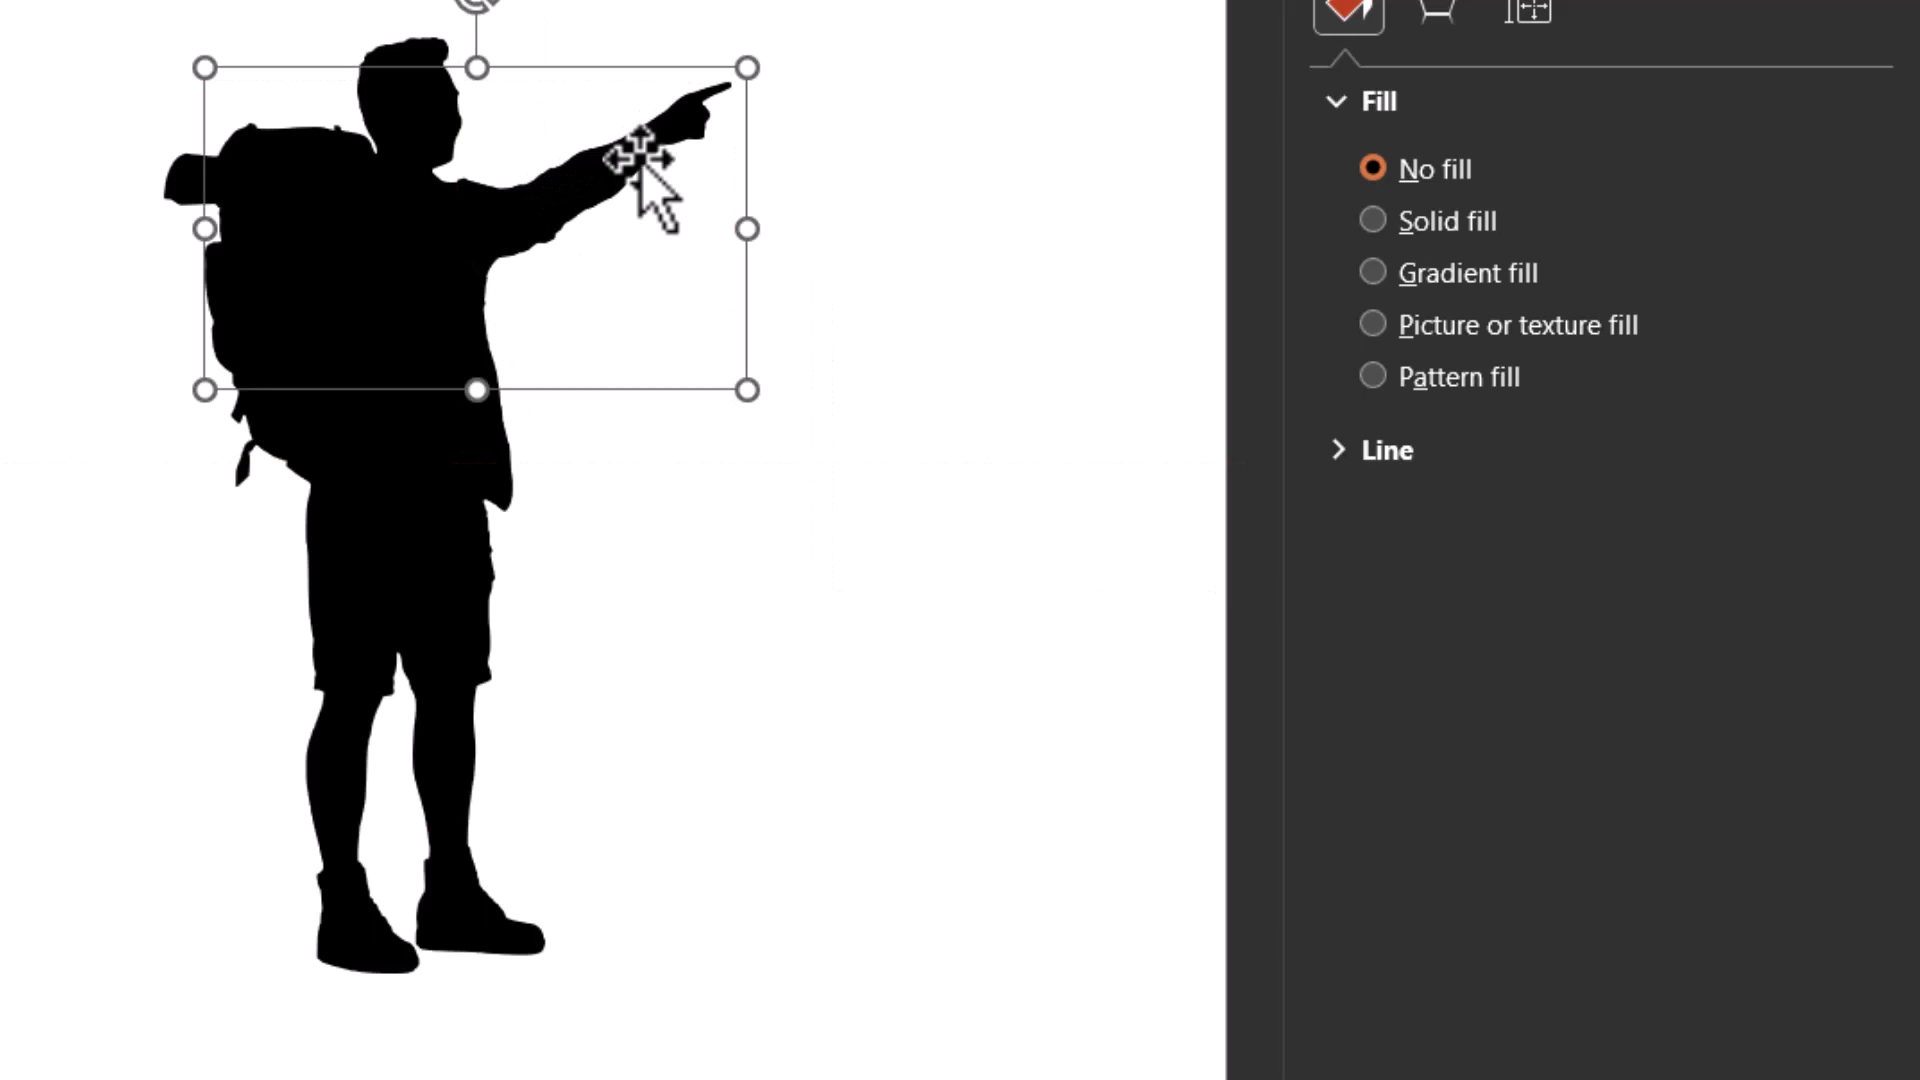 Fill
No fill
Solid fill
Gradient fill
Picture or texture fill
Pattern fill
Line